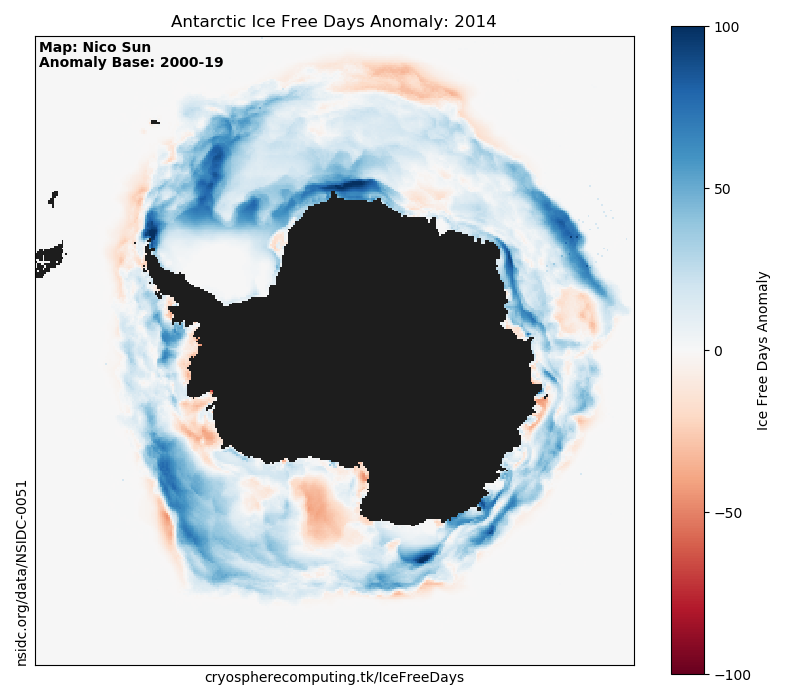 Antarctic Ice Free Days Anomaly: 2014
Map: Nico Sun
Anomaly Base: 2000-19
100
50
0
−50
−100
Ice Free Days Anomaly
nsidc.org/data/NSIDC-0051
cryospherecomputing.tk/IceFreeDays